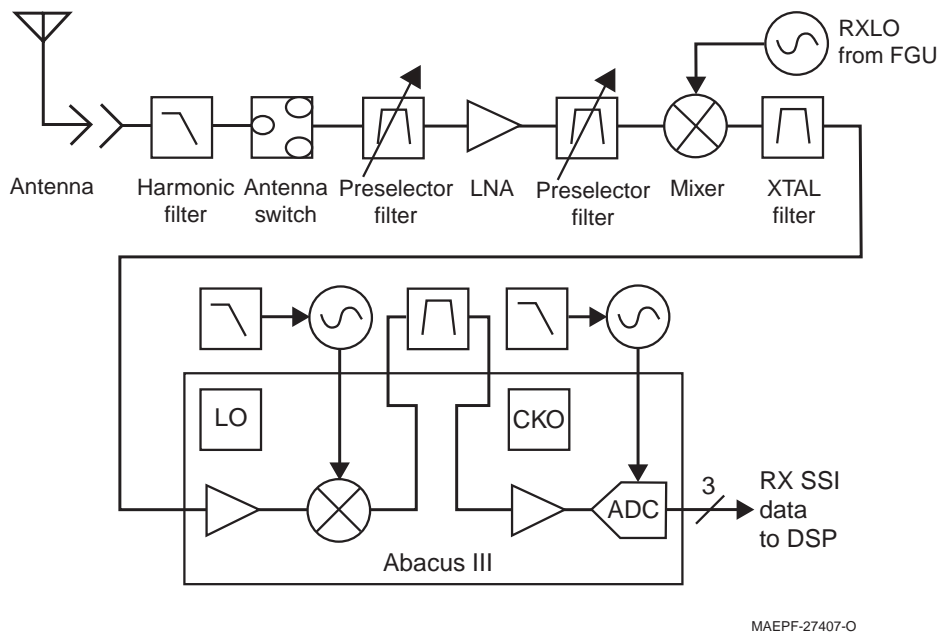 RXLO
from FGU
Antenna
Harmonic
filter
Antenna
switch
Preselector
filter
LNA
Preselector
filter
Mixer
XTAL
filter
LO
CKO
ADC
3
RX SSI
data
to DSP
Abacus III
MAEPF-27407-O